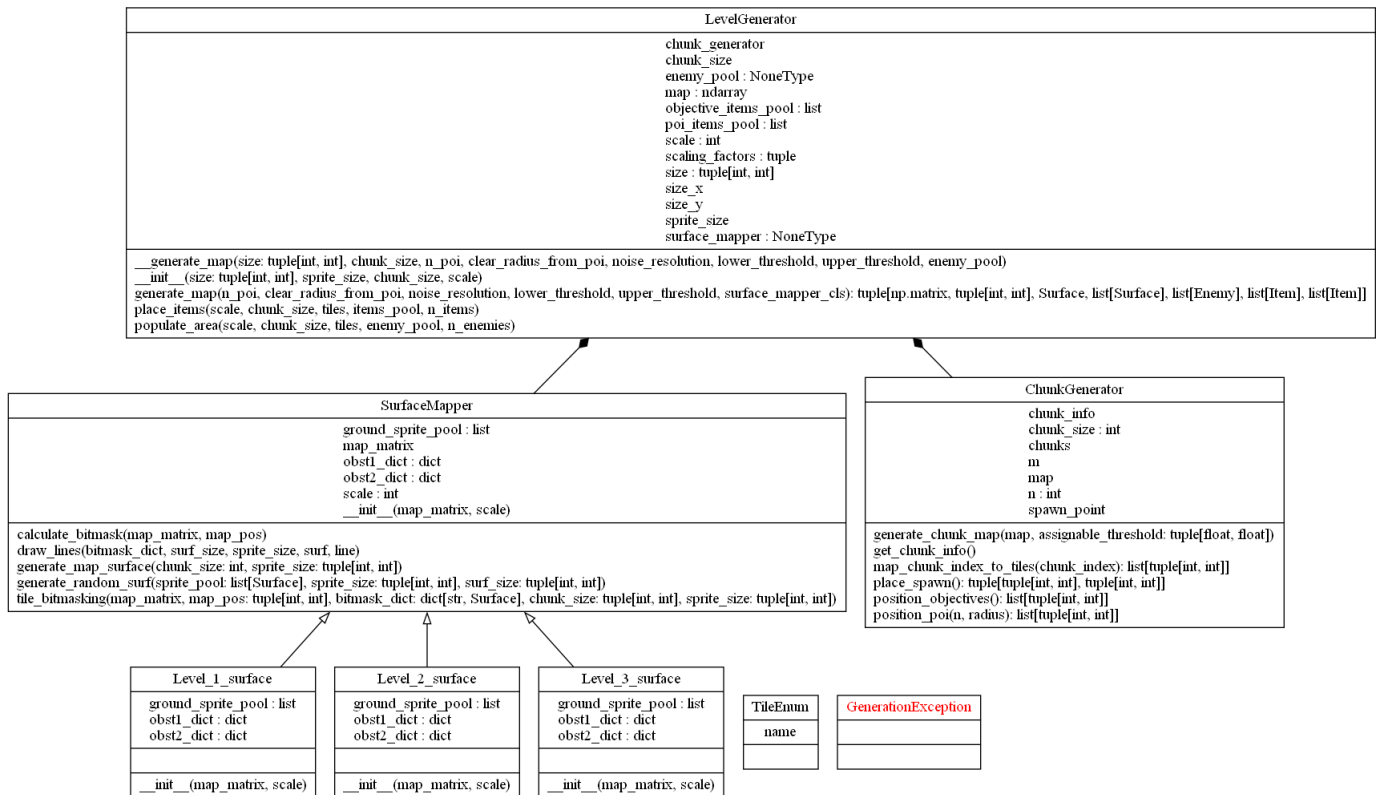 LevelGenerator
chunk_generator
chunk_size
enemy_pool : NoneType
map : ndarray
objective_items_pool : list
poi_items_pool : list
scale : int
scaling_factors : tuple
size : tuple[int, int]
size_x
size_y
sprite_size
surface_mapper : NoneType
__generate_map(size: tuple[int, int], chunk_size, n_poi, clear_radius_from_poi, noise_resolution, lower_threshold, upper_threshold, enemy_pool)
__init__(size: tuple[int, int], sprite_size, chunk_size, scale)
generate_map(n_poi, clear_radius_from_poi, noise_resolution, lower_threshold, upper_threshold, surface_mapper_cls): tuple[np.matrix, tuple[int, int], Surface, list[Surface], list[Enemy], list[Item], list[Item]]
place_items(scale, chunk_size, tiles, items_pool, n_items)
populate_area(scale, chunk_size, tiles, enemy_pool, n_enemies)
SurfaceMapper
ground_sprite_pool : list
map_matrix
obst1_dict : dict
obst2_dict : dict
scale : int
__init__(map_matrix, scale)
calculate_bitmask(map_matrix, map_pos)
draw_lines(bitmask_dict, surf_size, sprite_size, surf, line)
generate_map_surface(chunk_size: int, sprite_size: tuple[int, int])
generate_random_surf(sprite_pool: list[Surface], sprite_size: tuple[int, int], surf_size: tuple[int, int])
tile_bitmasking(map_matrix, map_pos: tuple[int, int], bitmask_dict: dict[str, Surface], chunk_size: tuple[int, int], sprite_size: tuple[int, int])
ChunkGenerator
chunk_info
chunk_size : int
chunks
m
map
n : int
spawn_point
generate_chunk_map(map, assignable_threshold: tuple[float, float])
get_chunk_info()
map_chunk_index_to_tiles(chunk_index): list[tuple[int, int]]
place_spawn(): tuple[tuple[int, int], tuple[int, int]]
position_objectives(): list[tuple[int, int]]
position_poi(n, radius): list[tuple[int, int]]
Level_1_surface
ground_sprite_pool : list
obst1_dict : dict
obst2_dict : dict
__init__(map_matrix, scale)
Level_2_surface
ground_sprite_pool : list
obst1_dict : dict
obst2_dict : dict
__init__(map_matrix, scale)
Level_3_surface
ground_sprite_pool : list
obst1_dict : dict
obst2_dict : dict
__init__(map_matrix, scale)
TileEnum
name
GenerationException